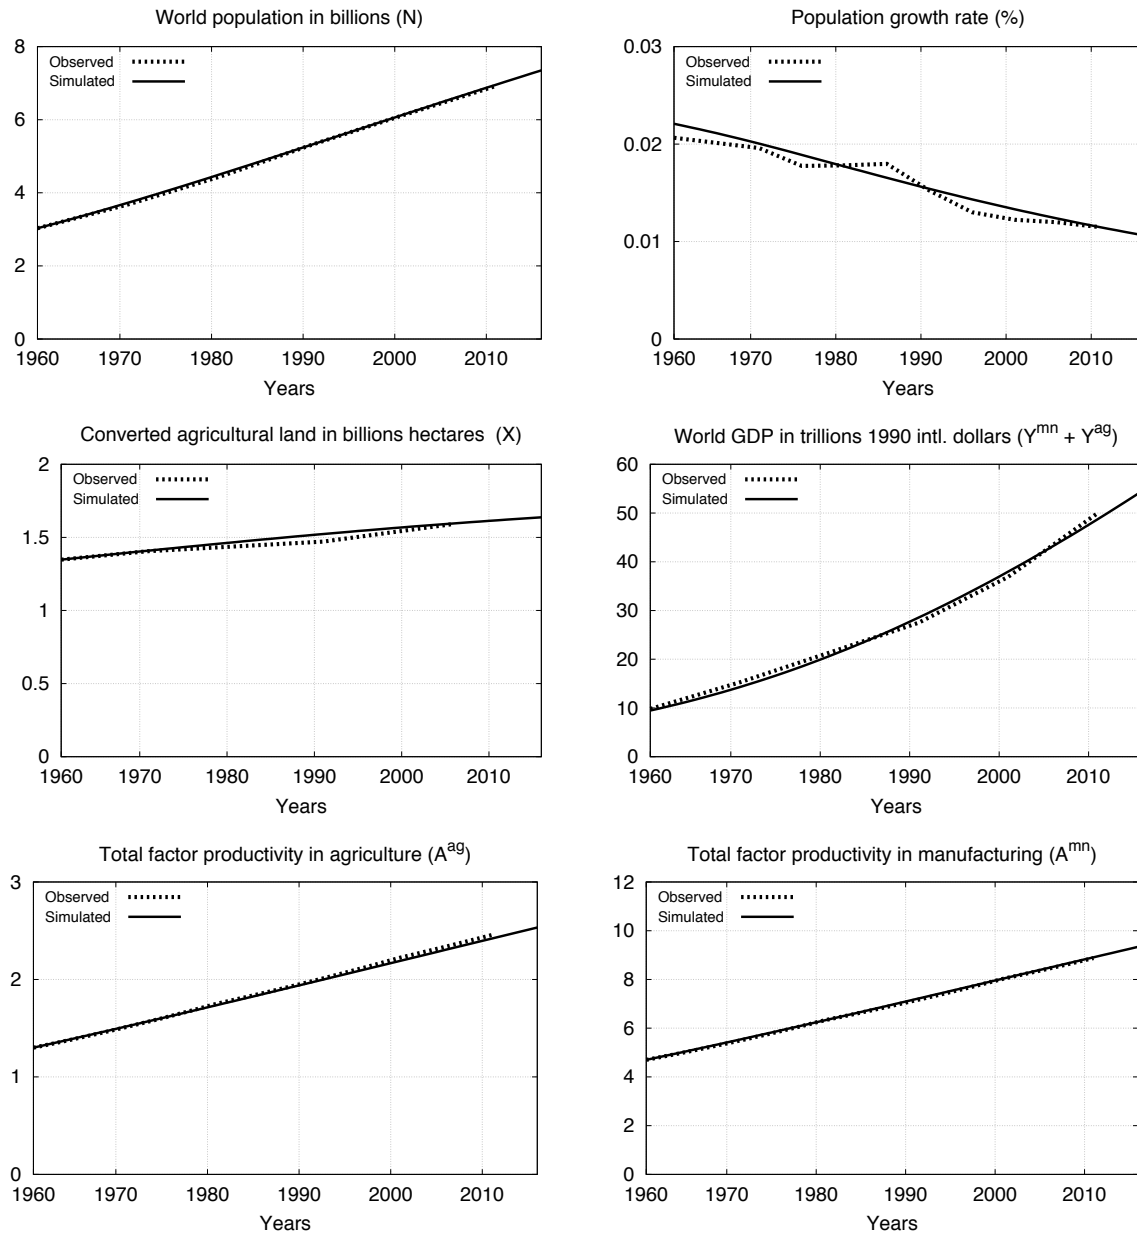 World population in billions (N)
8
6
4
2
0
Observed
Simulated
1960 1970 1980 1990 2000 2010
Years
Population growth rate (%)
0.03
0.02
0.01
0
Observed
Simulated
1960 1970 1980 1990 2000 2010
Years
Converted agricultural land in billions hectares (X)
2
1.5
1
0.5
0
Observed
Simulated
1960 1970 1980 1990 2000 2010
Years
World GDP in trillions 1990 intl. dollars (Y^mn + Y^ag)
60
50
40
30
20
10
0
Observed
Simulated
1960 1970 1980 1990 2000 2010
Years
Total factor productivity in agriculture (A^ag)
3
2
1
0
Observed
Simulated
1960 1970 1980 1990 2000 2010
Years
Total factor productivity in manufacturing (A^mn)
12
10
8
6
4
2
0
Observed
Simulated
1960 1970 1980 1990 2000 2010
Years